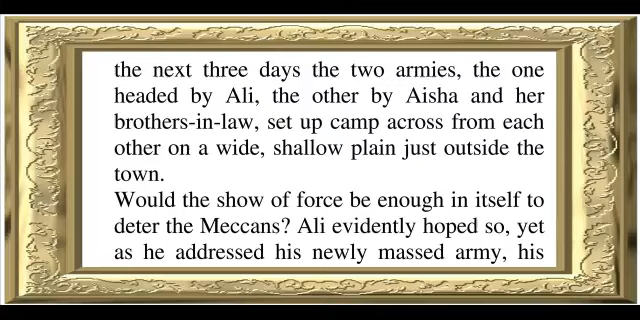 the next three days the two armies, the one
headed by Ali, the other by Aisha and her
brothers-in-law, set up camp across from each
other on a wide, shallow plain just outside the
town.
Would the show of force be enough in itself to
deter the Meccans? Ali evidently hoped so, yet
as he addressed his newly massed army, his